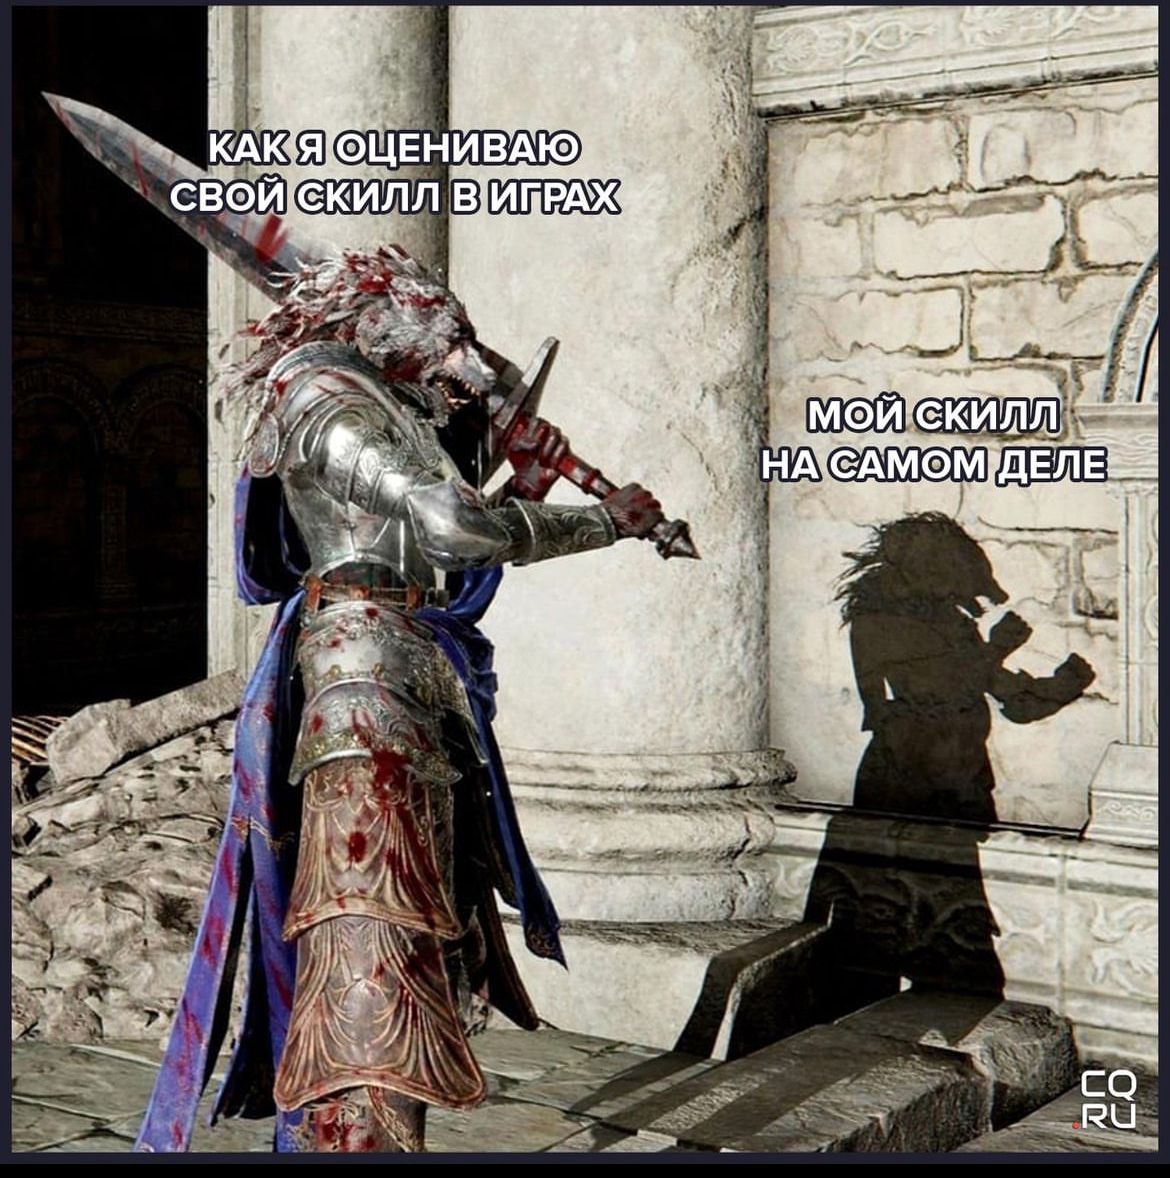 КАК Я ОЦЕНИВАЮ
СВОЙ СКИЛЛ В ИГРАХ
МОЙ СКИЛЛ
НА САМОМ ДЕЛЕ
CQ
.RU